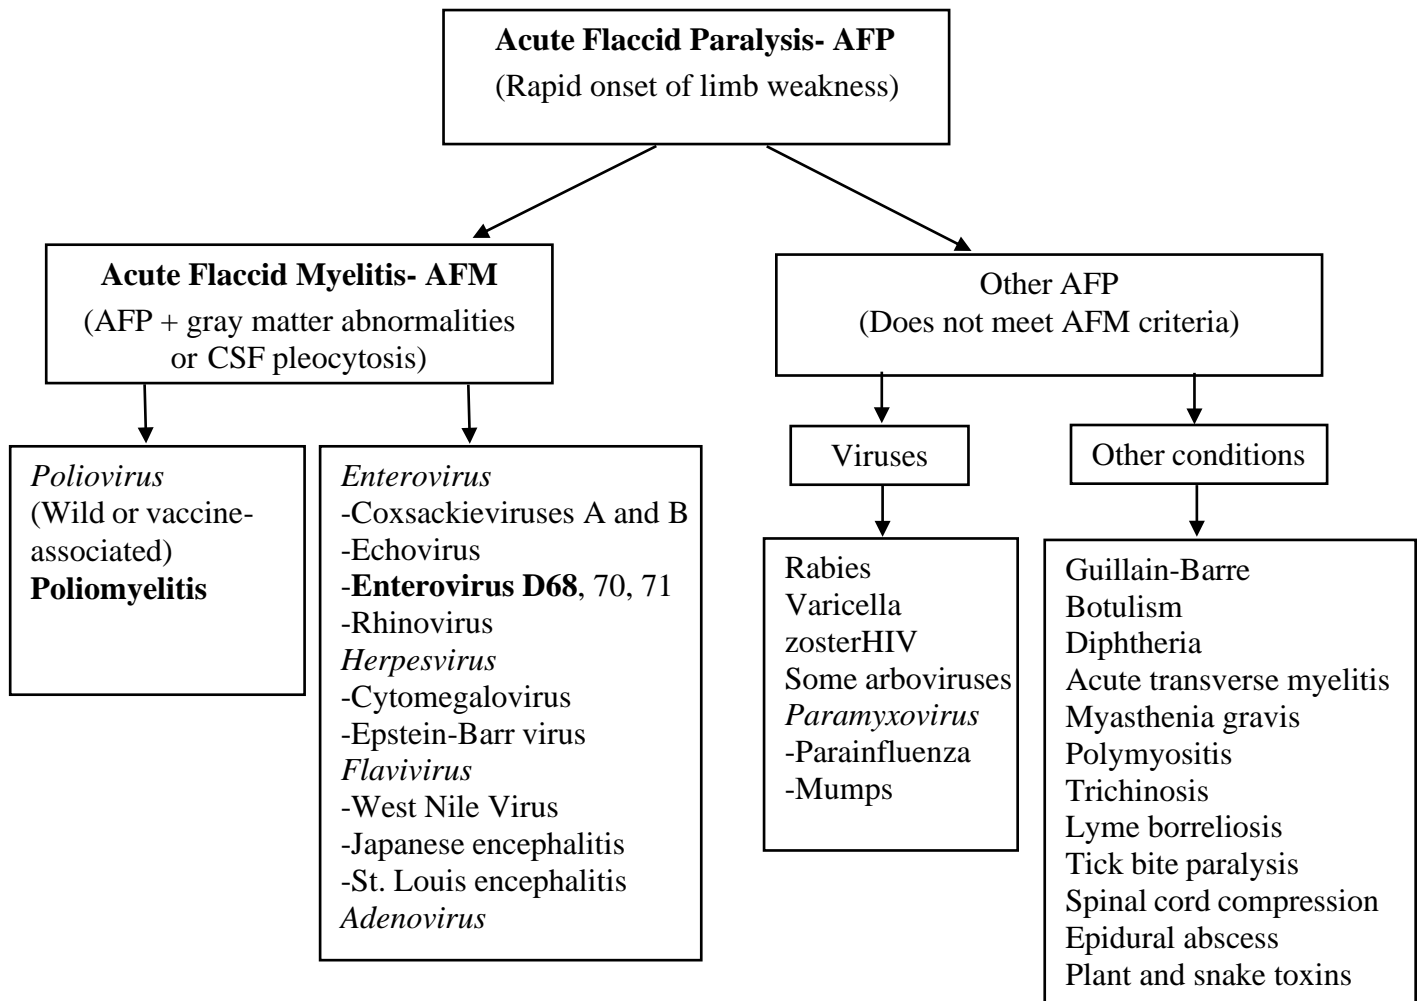 Acute Flaccid Paralysis- AFP
(Rapid onset of limb weakness)
Acute Flaccid Myelitis- AFM
(AFP + gray matter abnormalities
or CSF pleocytosis)
Other AFP
(Does not meet AFM criteria)
Poliovirus
(Wild or vaccine-
associated)
Poliomyelitis
Enterovirus
-Coxsackieviruses A and B
-Echovirus
-Enterovirus D68, 70, 71
-Rhinovirus
Herpesvirus
-Cytomegalovirus
-Epstein-Barr virus
Flavivirus
-West Nile Virus
-Japanese encephalitis
-St. Louis encephalitis
Adenovirus
Viruses
Rabies
Varicella
zosterHIV
Some arboviruses
Paramyxovirus
-Parainfluenza
-Mumps
Other conditions
Guillain-Barre
Botulism
Diphtheria
Acute transverse myelitis
Myasthenia gravis
Polymyositis
Trichinosis
Lyme borreliosis
Tick bite paralysis
Spinal cord compression
Epidural abscess
Plant and snake toxins